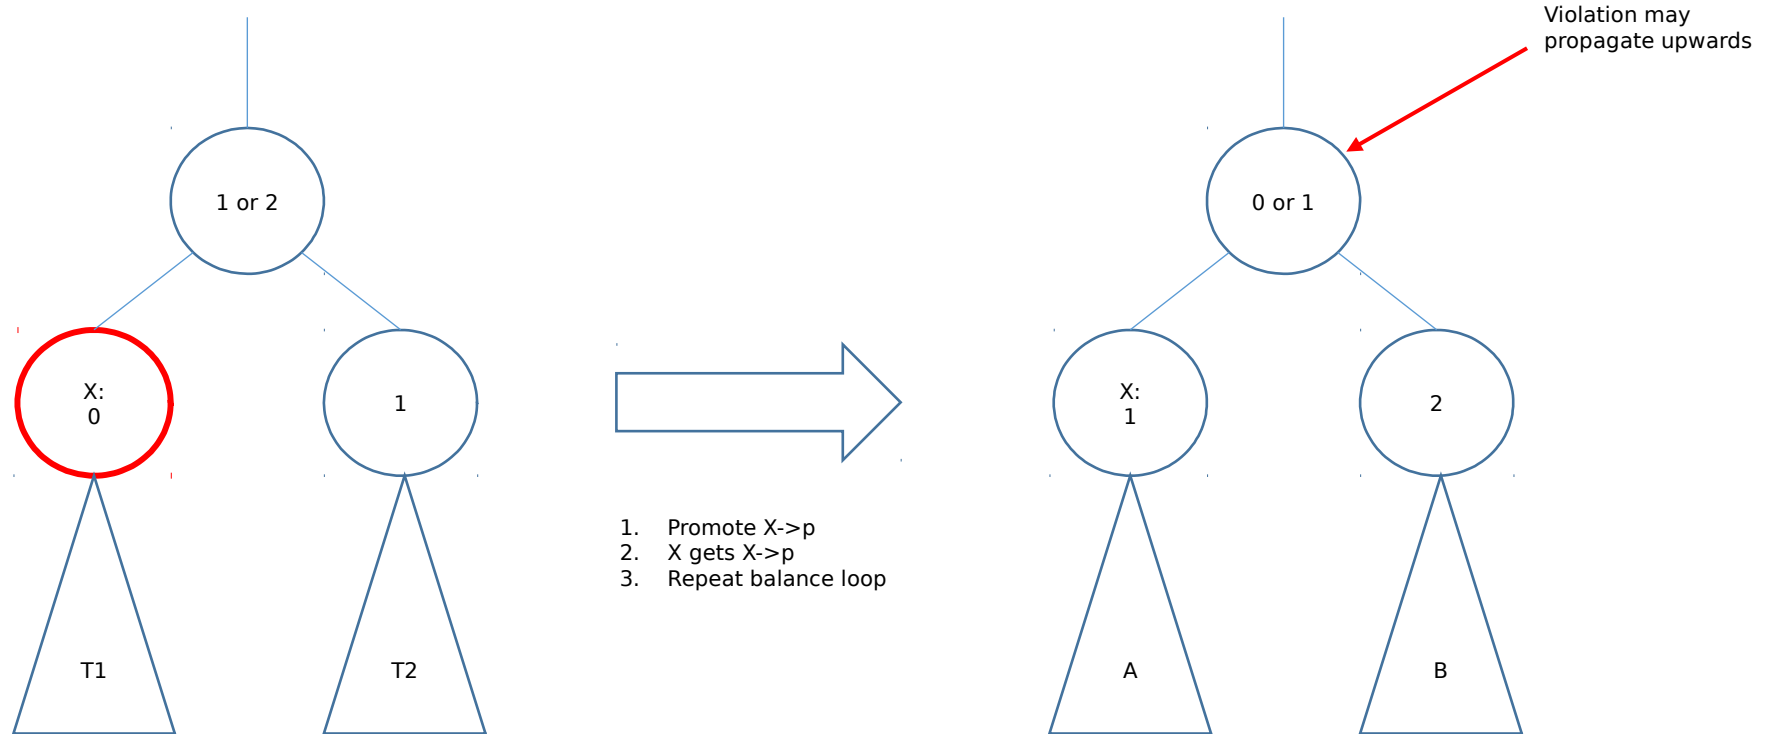 Violation may
propagate upwards
1 or 2
0 or 1
X:
0
1
X:
1
2
1. Promote X->p
2. X gets X->p
3. Repeat balance loop
T1
T2
A
B